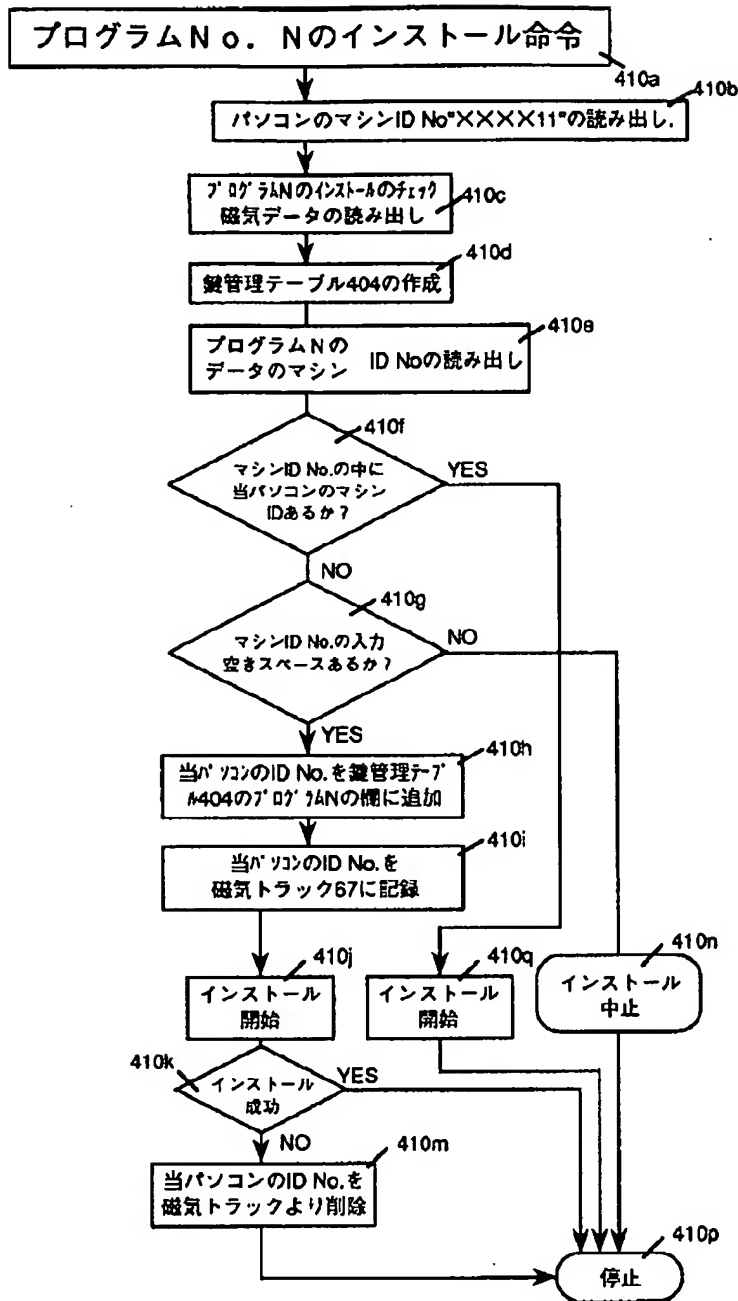 プログラムNo. Nのインストール命令
410a
410b
パソコンのマシンID No"××××11"の読み出し.
ﾌﾟﾛｸﾞﾗﾑNのｲﾝｽﾄｰﾙのﾁｪｯｸ
磁気データの読み出し
410c
410d
鍵管理テーブル404の作成
410e
プログラムNの
データのマシン ID Noの読み出し
410f
マシンID No.の中に
当パソコンのマシン
IDあるか?
YES
NO
410g
マシンID No.の入力
空きスペースあるか?
NO
YES
410h
当ﾊﾟｿｺﾝのID No.を鍵管理ﾃｰﾌﾞ
ﾙ404のﾌﾟﾛｸﾞﾗﾑNの欄に追加
410i
当ﾊﾟｿｺﾝのID No.を
磁気トラック67に記録
410j
インストール
開始
410q
インストール
開始
410n
インストール
中止
410k
インストール
成功
YES
NO
410m
当パソコンのID No.を
磁気トラックより削除
410p
停止